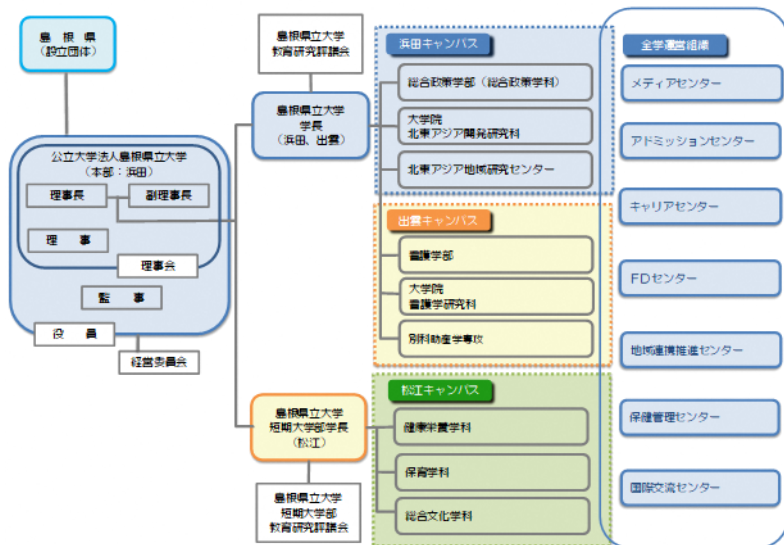 島 根 県
(設立団体)
公立大学法人島根県立大学
(本部：浜田)
理事長
副理事長
理 事
理事会
監 事
役 員
経営委員会
島根県立大学
教育研究評議会
島根県立大学
学長
(浜田、出雲)
島根県立大学
短期大学部学長
(松江)
島根県立大学
短期大学部
教育研究評議会
浜田キャンパス
総合政策学部（総合政策学科）
大学院
北東アジア開発研究科
北東アジア地域研究センター
出雲キャンパス
看護学部
大学院
看護学研究科
別科助産学専攻
松江キャンパス
健康栄養学科
保育学科
総合文化学科
全学運営組織
メディアセンター
アドミッションセンター
キャリアセンター
FDセンター
地域連携推進センター
保健管理センター
国際交流センター